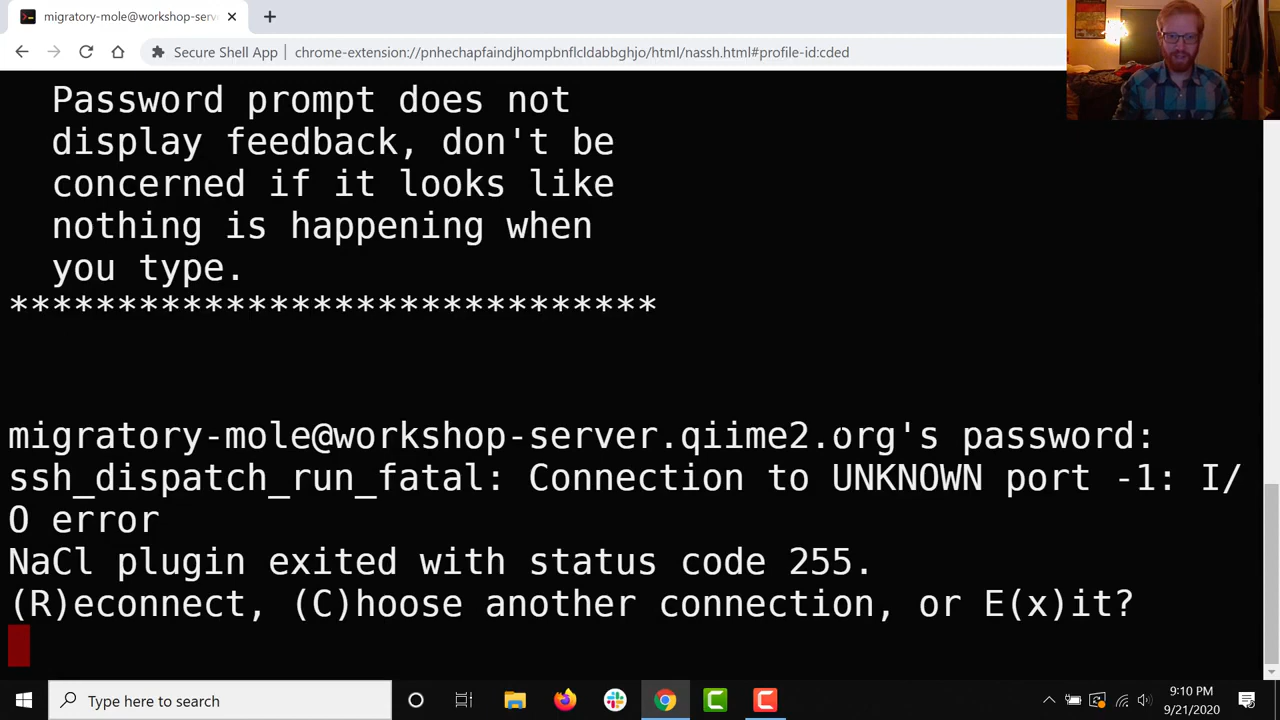 migratory-mole@workshop-serv
Secure Shell App | chrome-extension://pnhechapfaindjhompbnflcldabbghjo/html/nassh.html#profile-id:cded
Password prompt does not
display feedback, don't be
concerned if it looks like
nothing is happening when
you type.
******************************
migratory-mole@workshop-server.qiime2.org's password:
ssh_dispatch_run_fatal: Connection to UNKNOWN port -1: I/
O error
NaCl plugin exited with status code 255.
(R)econnect, (C)hoose another connection, or E(x)it?
Type here to search
9:10 PM
9/21/2020